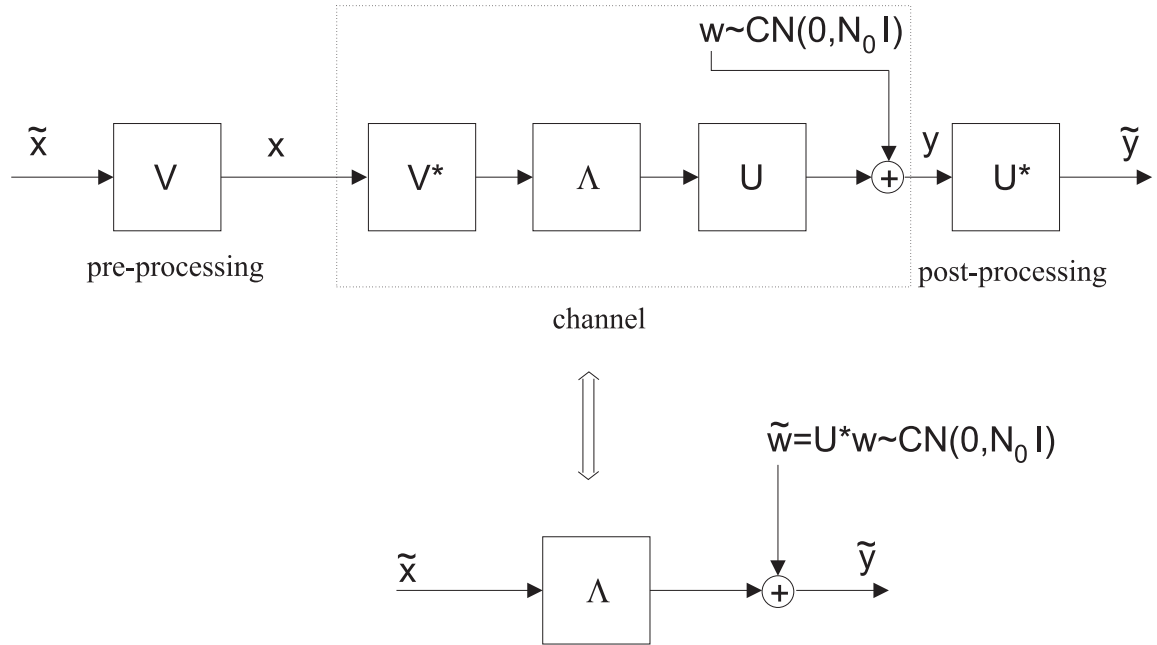 w~CN(0,N₀ I)
x̃
V
x
V*
Λ
U
+
y
U*
ỹ
pre-processing
post-processing
channel
w̃=U*w~CN(0,N₀ I)
x̃
Λ
+
ỹ